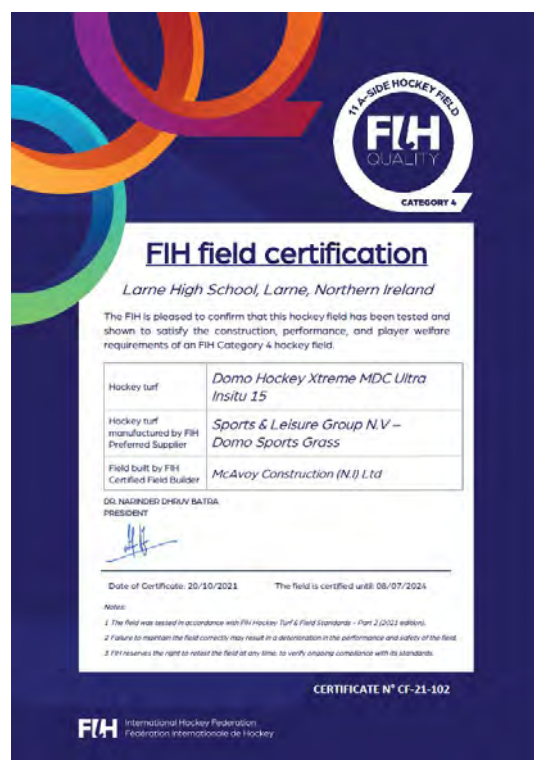 11 A-SIDE HOCKEY FIELD
FIH
QUALITY
CATEGORY 4
FIH field certification
Larne High School, Larne, Northern Ireland
The FIH is pleased to confirm that this hockey field has been tested and
shown to satisfy the construction, performance, and player welfare
requirements of an FIH Category 4 hockey field.
Hockey turf
Domo Hockey Xtreme MDC Ultra
Insitu 15
Hockey turf
manufactured by FIH
Preferred Supplier
Sports & Leisure Group N.V –
Domo Sports Grass
Field built by FIH
Certified Field Builder
McAvoy Construction (N.I) Ltd
DR. NARINDER DHRUV BATRA
PRESIDENT
Date of Certificate: 20/10/2021
The field is certified until: 08/07/2024
Notes:
1 The field was tested in accordance with FIH Hockey Turf & Field Standards – Part 2 (2021 edition).
2 Failure to maintain the field correctly may result in a deterioration in the performance and safety of the field.
3 FIH reserves the right to retest the field at any time, to verify ongoing compliance with its standards.
CERTIFICATE N° CF-21-102
FIH
International Hockey Federation
Fédération Internationale de Hockey